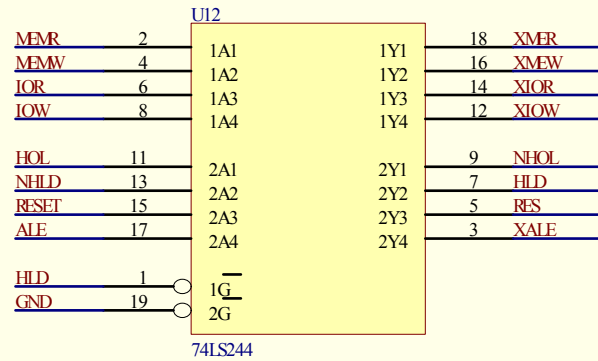 U12
MEMR 2 1A1 1Y1 18 XMER
MEMW 4 1A2 1Y2 16 XMEW
IOR 6 1A3 1Y3 14 XIOR
IOW 8 1A4 1Y4 12 XIOW
HOL 11 2A1 2Y1 9 NHOL
NHLD 13 2A2 2Y2 7 HLD
RESET 15 2A3 2Y3 5 RES
ALE 17 2A4 2Y4 3 XALE
HLD 1 1G
GND 19 2G
74LS244